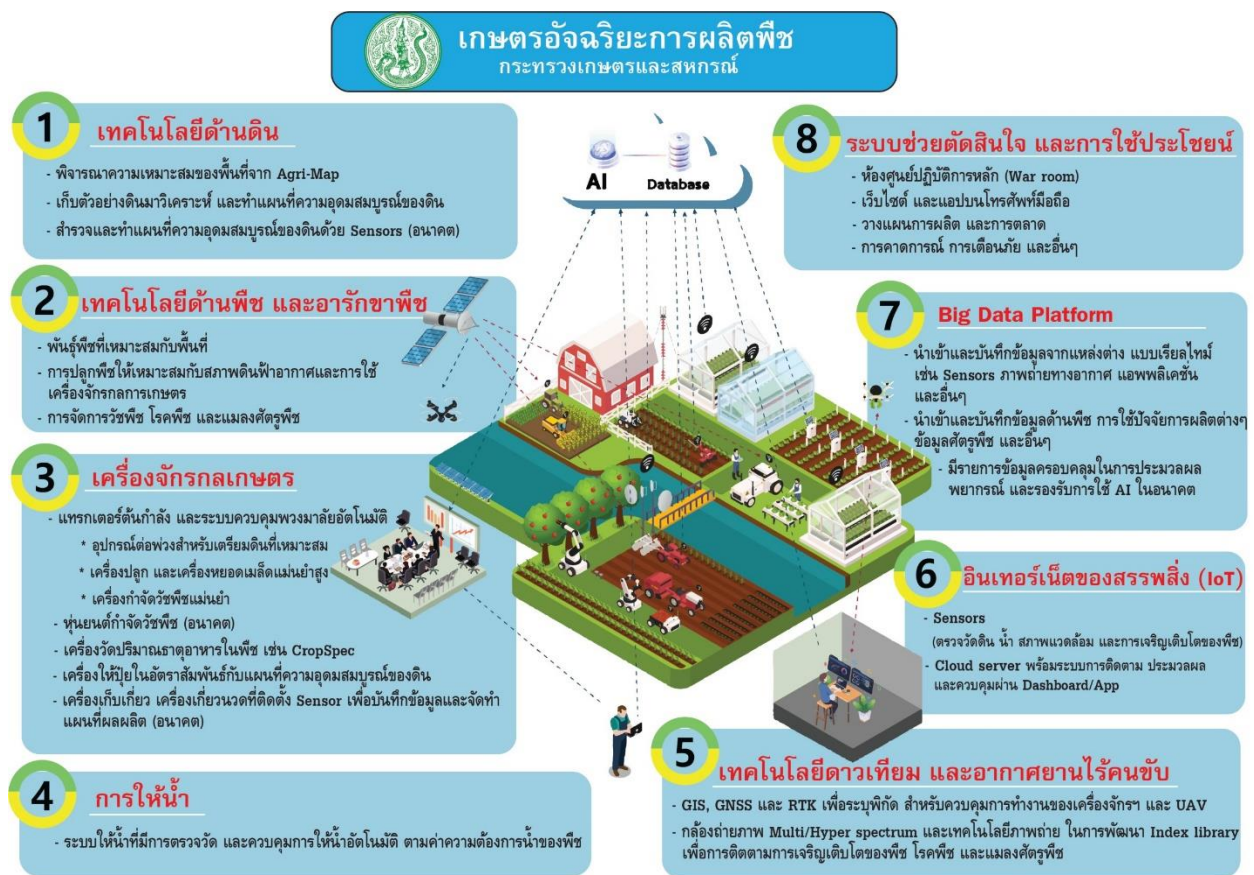 เกษตรอัจฉริยะการผลิตพืช
กระทรวงเกษตรและสหกรณ์
1
เทคโนโลยีด้านดิน
- พิจารณาความเหมาะสมของพื้นที่จาก Agri-Map
- เก็บตัวอย่างดินมาวิเคราะห์ และทำแผนที่ความอุดมสมบูรณ์ของดิน
- สำรวจและทำแผนที่ความอุดมสมบูรณ์ของดินด้วย Sensors (อนาคต)
2
เทคโนโลยีด้านพืช และอารักขาพืช
- พันธุ์พืชที่เหมาะสมกับพื้นที่
- การปลูกพืชให้เหมาะสมกับสภาพดินฟ้าอากาศและการใช้
เครื่องจักรกลการเกษตร
- การจัดการวัชพืช โรคพืช และแมลงศัตรูพืช
3
เครื่องจักรกลเกษตร
- แทรกเตอร์ต้นกำลัง และระบบควบคุมพวงมาลัยอัตโนมัติ
* อุปกรณ์ต่อพ่วงสำหรับเตรียมดินที่เหมาะสม
* เครื่องปลูก และเครื่องหยอดเมล็ดแม่นยำสูง
* เครื่องกำจัดวัชพืชแม่นยำ
- หุ่นยนต์กำจัดวัชพืช (อนาคต)
- เครื่องวัดปริมาณธาตุอาหารในพืช เช่น CropSpec
- เครื่องให้ปุ๋ยในอัตราสัมพันธ์กับแผนที่ความอุดมสมบูรณ์ของดิน
- เครื่องเก็บเกี่ยว เครื่องเกี่ยวนวดที่ติดตั้ง Sensor เพื่อบันทึกข้อมูลและจัดทำ
แผนที่ผลผลิต (อนาคต)
4
การให้น้ำ
- ระบบให้น้ำที่มีการตรวจวัด และควบคุมการให้น้ำอัตโนมัติ ตามค่าความต้องการน้ำของพืช
AI
Database
8
ระบบช่วยตัดสินใจ และการใช้ประโยชน์
- ห้องศูนย์ปฏิบัติการหลัก (War room)
- เว็บไซต์ และแอปบนโทรศัพท์มือถือ
- วางแผนการผลิต และการตลาด
- การคาดการณ์ การเตือนภัย และอื่นๆ
7
Big Data Platform
- นำเข้าและบันทึกข้อมูลจากแหล่งต่าง แบบเรียลไทม์
เช่น Sensors ภาพถ่ายทางอากาศ แอพพลิเคชั่น
และอื่นๆ
- นำเข้าและบันทึกข้อมูลด้านพืช การใช้ปัจจัยการผลิตต่างๆ
ข้อมูลศัตรูพืช และอื่นๆ
- มีรายการข้อมูลครอบคลุมในการประมวลผล
พยากรณ์ และรองรับการใช้ AI ในอนาคต
6
อินเทอร์เน็ตของสรรพสิ่ง (IoT)
- Sensors
(ตรวจวัดดิน น้ำ สภาพแวดล้อม และการเจริญเติบโตของพืช)
- Cloud server พร้อมระบบการติดตาม ประมวลผล
และควบคุมผ่าน Dashboard/App
5
เทคโนโลยีดาวเทียม และอากาศยานไร้คนขับ
- GIS, GNSS และ RTK เพื่อระบุพิกัด สำหรับควบคุมการทำงานของเครื่องจักรฯ และ UAV
- กล้องถ่ายภาพ Multi/Hyper spectrum และเทคโนโลยีภาพถ่าย ในการพัฒนา Index library
เพื่อการติตตามการเจริญเติบโตของพืช โรคพืช และแมลงศัตรูพืช